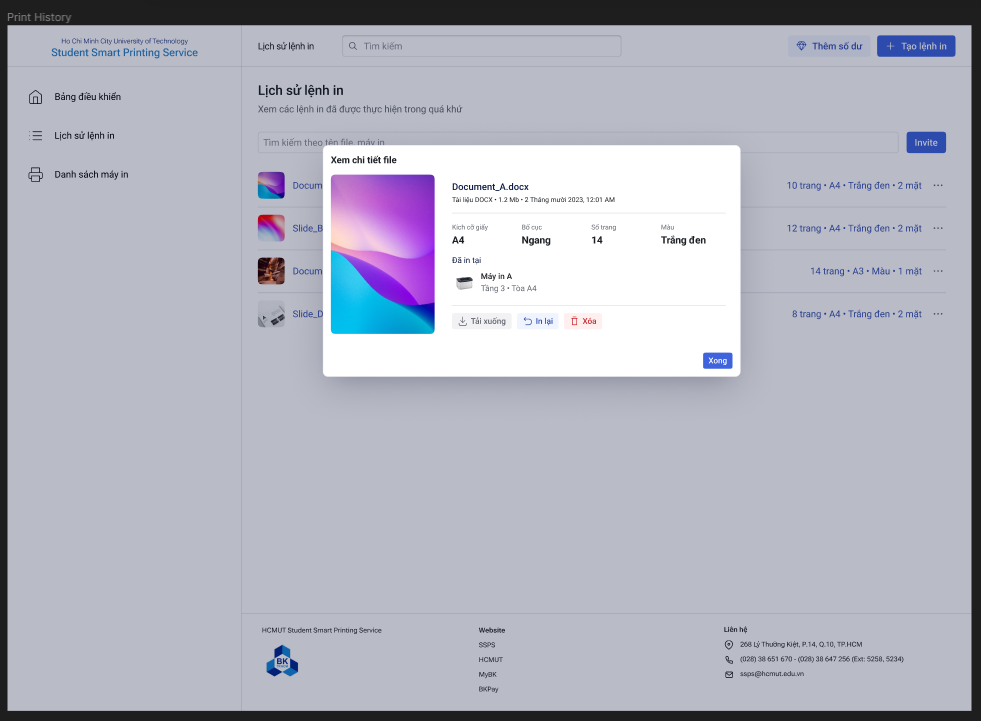 Print History
Ho Chi Minh City University of Technology
Student Smart Printing Service
Lịch sử lệnh in
Tìm kiếm
Thêm số dư
Tạo lệnh in
Bảng điều khiển
Lịch sử lệnh in
Danh sách máy in
Lịch sử lệnh in
Xem các lệnh in đã được thực hiện trong quá khứ
Tìm kiếm theo tên file, máy in
Invite
Docum
10 trang • A4 • Trắng đen • 2 mặt
Slide_B
12 trang • A4 • Trắng đen • 2 mặt
Docum
14 trang • A3 • Màu • 1 mặt
Slide_D
8 trang • A4 • Trắng đen • 2 mặt
Xem chi tiết file
Document_A.docx
Tài liệu DOCX • 1.2 Mb • 2 Tháng mười 2023, 12:01 AM
Kích cỡ giấy
A4
Bố cục
Ngang
Số trang
14
Màu
Trắng đen
Đã in tại
Máy in A
Tầng 3 • Tòa A4
Tải xuống
In lại
Xóa
Xong
HCMUT Student Smart Printing Service
BK
Website
SSPS
HCMUT
MyBK
BKPay
Liên hệ
268 Lý Thường Kiệt, P.14, Q.10, TP.HCM
(028) 38 651 670 - (028) 38 647 256 (Ext: 5258, 5234)
ssps@hcmut.edu.vn